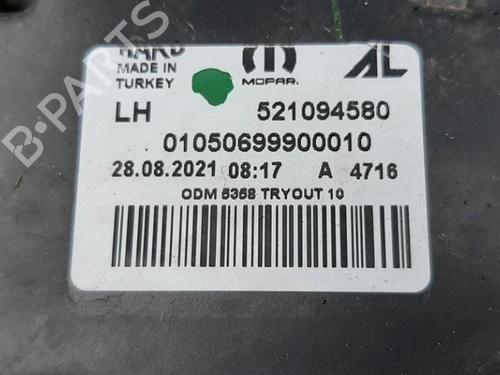 MADE IN
TURKEY
MOPAR.
AL
LH
521094580
01050699900010
28.08.2021 08:17 A 4716
ODM 5358 TRYOUT 10
B-PARTS